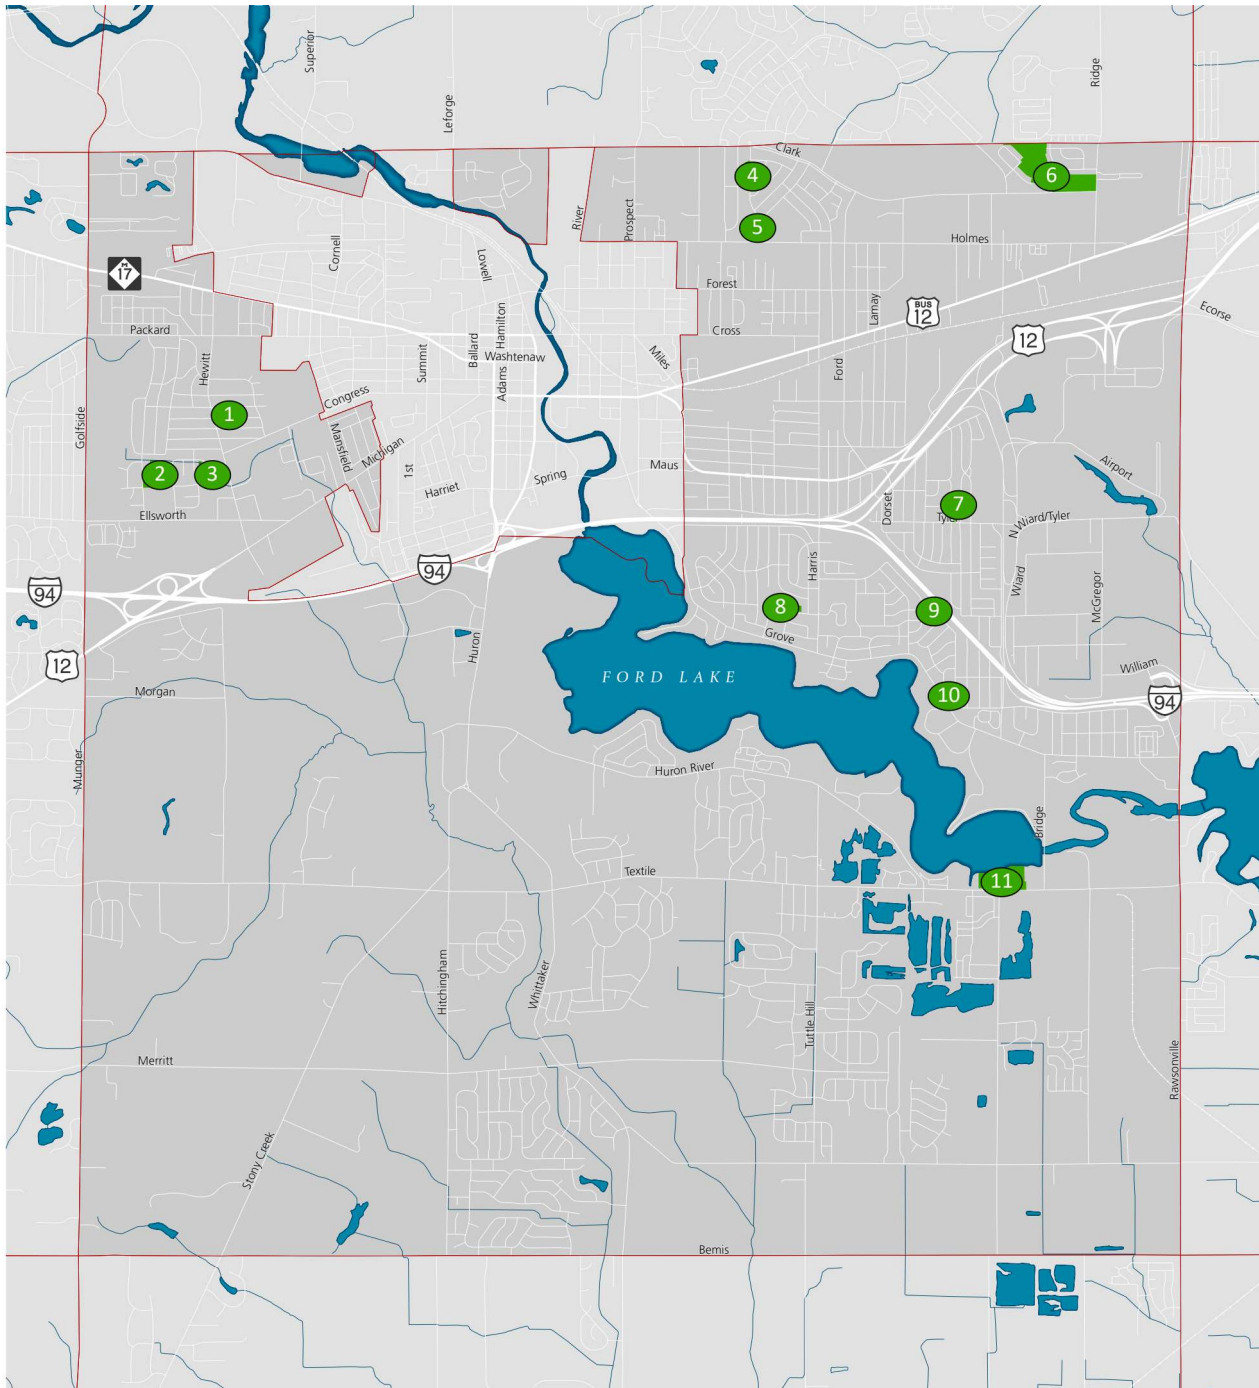 Superior
Ridge
Leforge
Clark
4
6
River
Prospect
5
Cornell
Lowell
Holmes
M
17
Forest
Lamay
BUS
12
Ecorse
Packard
Hewitt
Summit
Ballard
Hamilton
Washtenaw
Cross
Miles
Ford
12
Golfside
1
Congress
Adams
Mansfield
Michigan
1st
Harriet
Spring
Maus
2
3
Airport
Ellsworth
Dorset
7
Tyler
N Wiard/Tyler
94
94
Harris
Wiard
McGregor
8
9
Grove
12
Huron
William
Morgan
FORD LAKE
10
94
Munger
Huron River
Bridge
Textile
11
Hitchingham
Whittaker
Tuttle Hill
Merritt
Rawsonville
Stony Creek
Bemis